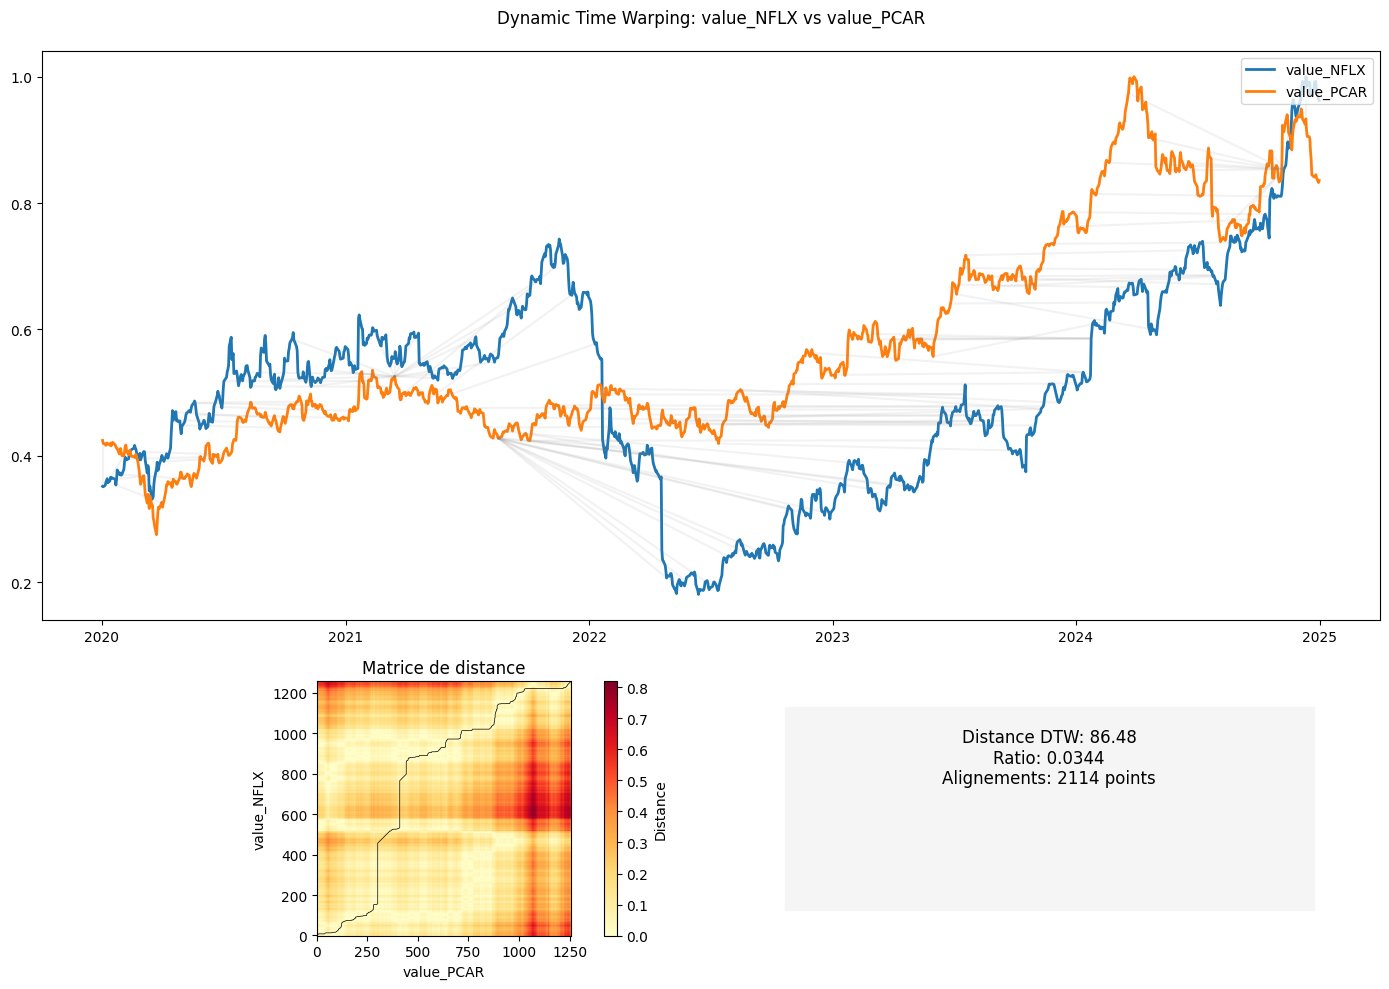 Dynamic Time Warping: value_NFLX vs value_PCAR
value_NFLX
value_PCAR
1.0
0.8
0.6
0.4
0.2
2020 2021 2022 2023 2024 2025
Matrice de distance
value_NFLX
1200
1000
800
600
400
200
0
0 250 500 750 1000 1250
value_PCAR
0.8
0.7
0.6
0.5
0.4
0.3
0.2
0.1
0.0
Distance
Distance DTW: 86.48
Ratio: 0.0344
Alignements: 2114 points